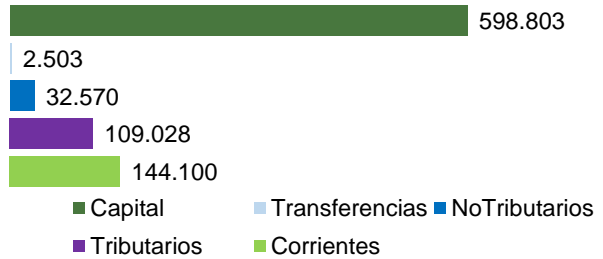 598.803
2.503
32.570
109.028
144.100
Capital Transferencias NoTributarios
Tributarios Corrientes